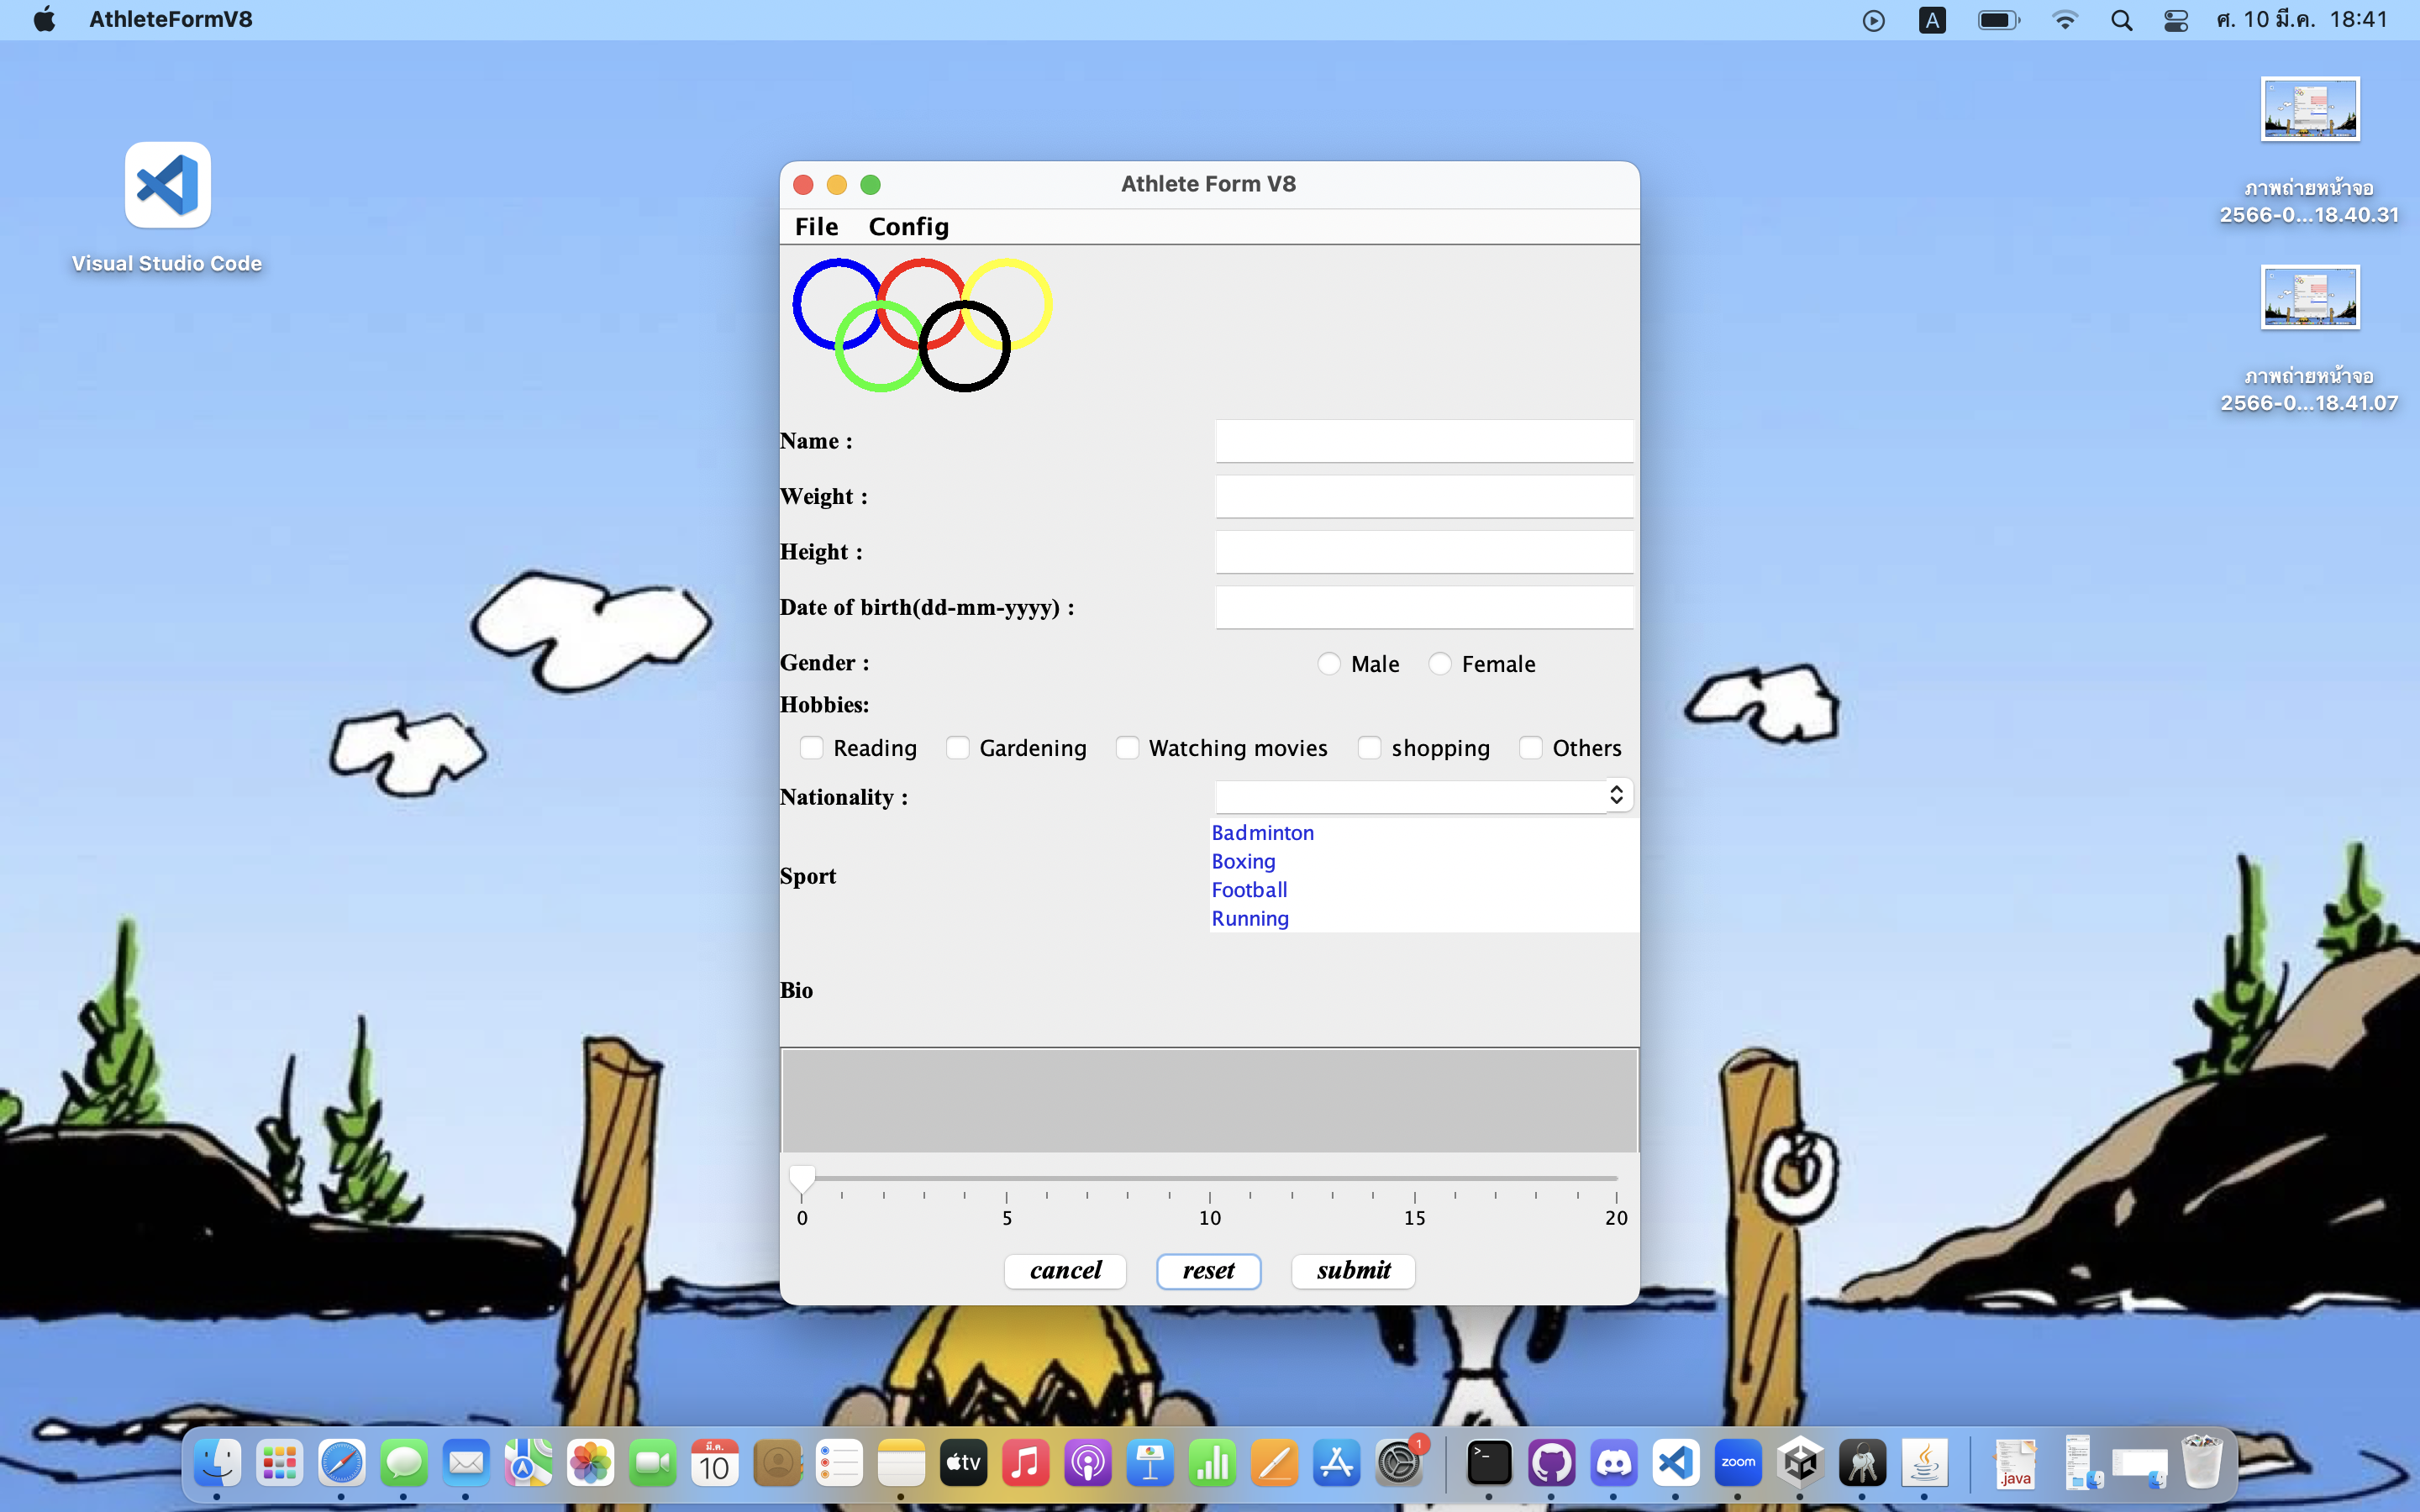 AthleteFormV8
A
ศ. 10 มี.ค. 18:41
Visual Studio Code
ภาพถ่ายหน้าจอ
2566-0...18.40.31
ภาพถ่ายหน้าจอ
2566-0...18.41.07
Athlete Form V8
File Config
Name :
Weight :
Height :
Date of birth(dd-mm-yyyy) :
Gender : Male Female
Hobbies:
Reading Gardening Watching movies shopping Others
Nationality :
Badminton
Boxing
Sport
Football
Running
Bio
0 5 10 15 20
cancel reset submit
มี.ค.
10
tv
1
zoom
.java